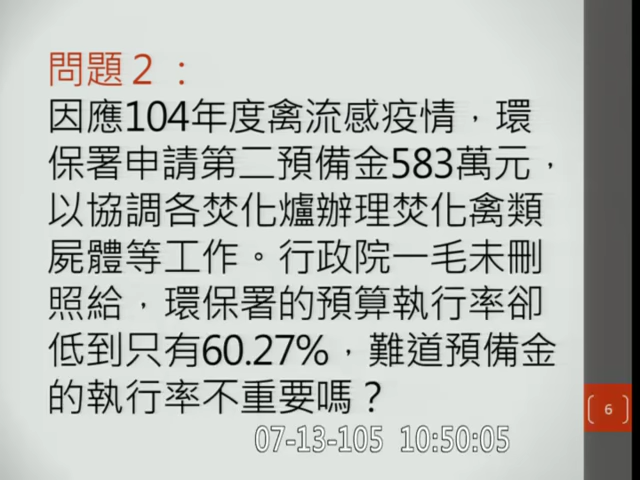 問題２：
因應104年度禽流感疫情，環
保署申請第二預備金583萬元，
以協調各焚化爐辦理焚化禽類
屍體等工作。行政院一毛未刪
照給，環保署的預算執行率卻
低到只有60.27%，難道預備金
的執行率不重要嗎？
6
07-13-105 10:50:05